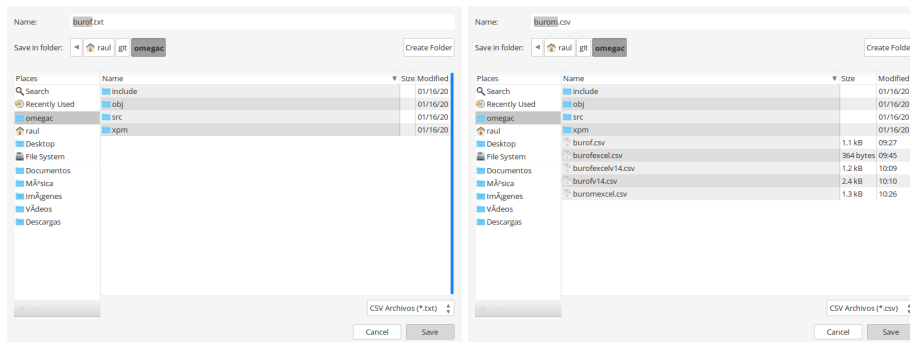 Name: burof.txt
Save in folder: raul git omegac Create Folder
Places Name Size Modified
Search include 01/16/20
Recently Used obj 01/16/20
omegac src 01/16/20
raul xpm 01/16/20
Desktop
File System
Documentos
MÃºsica
ImÃ¡genes
VÃ­deos
Descargas
CSV Archivos (*.txt)
Cancel Save
Name: burom.csv
Save in folder: raul git omegac Create Folde
Places Name Size Modified
Search include 01/16/20
Recently Used obj 01/16/20
omegac src 01/16/20
raul xpm 01/16/20
Desktop burof.csv 1.1 kB 09:27
File System burofexcel.csv 364 bytes 09:45
Documentos burofexcelv14.csv 1.2 kB 10:09
MÃºsica burofv14.csv 2.4 kB 10:10
ImÃ¡genes buromexcel.csv 1.3 kB 10:26
VÃ­deos
Descargas
CSV Archivos (*.csv)
Cancel Save